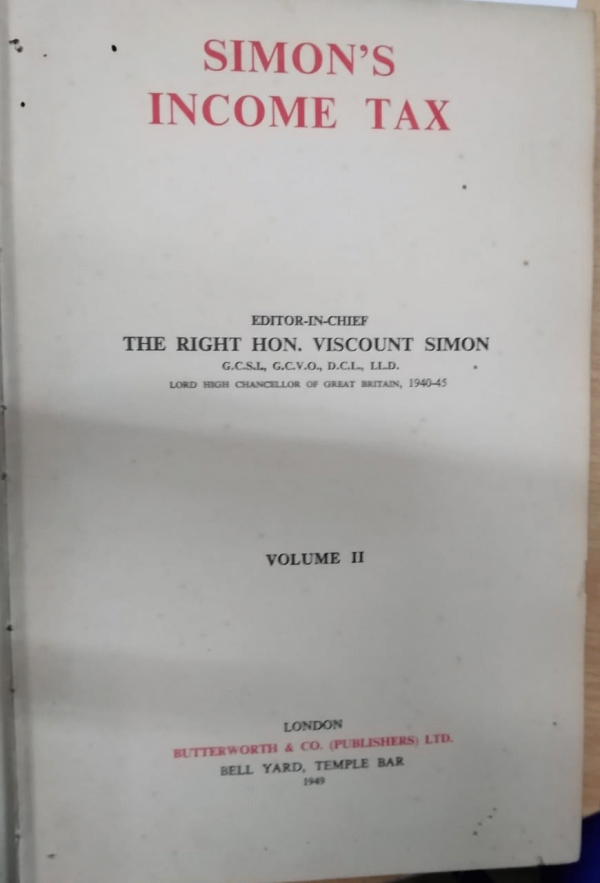 SIMON'S
INCOME TAX
EDITOR-IN-CHIEF
THE RIGHT HON. VISCOUNT SIMON
G.C.S.I., G.C.V.O., D.C.L., LL.D.
LORD HIGH CHANCELLOR OF GREAT BRITAIN, 1940-45
VOLUME II
LONDON
BUTTERWORTH & CO. (PUBLISHERS) LTD.
BELL YARD, TEMPLE BAR
1949